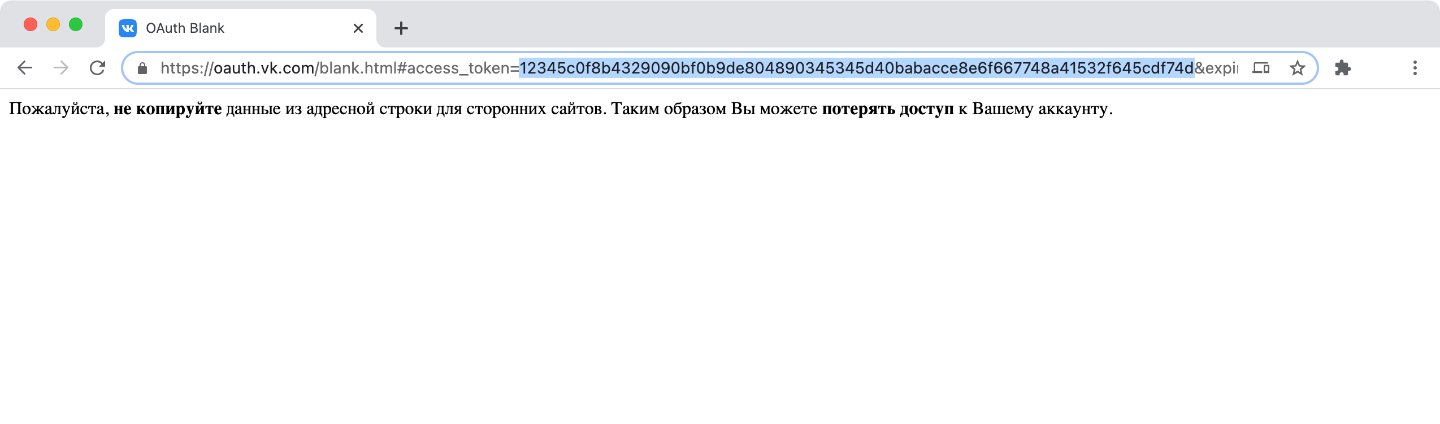 OAuth Blank
https://oauth.vk.com/blank.html#access_token=12345c0f8b4329090bf0b9de804890345345d40babacce8e6f667748a41532f645cdf74d&expi
Пожалуйста, не копируйте данные из адресной строки для сторонних сайтов. Таким образом Вы можете потерять доступ к Вашему аккаунту.